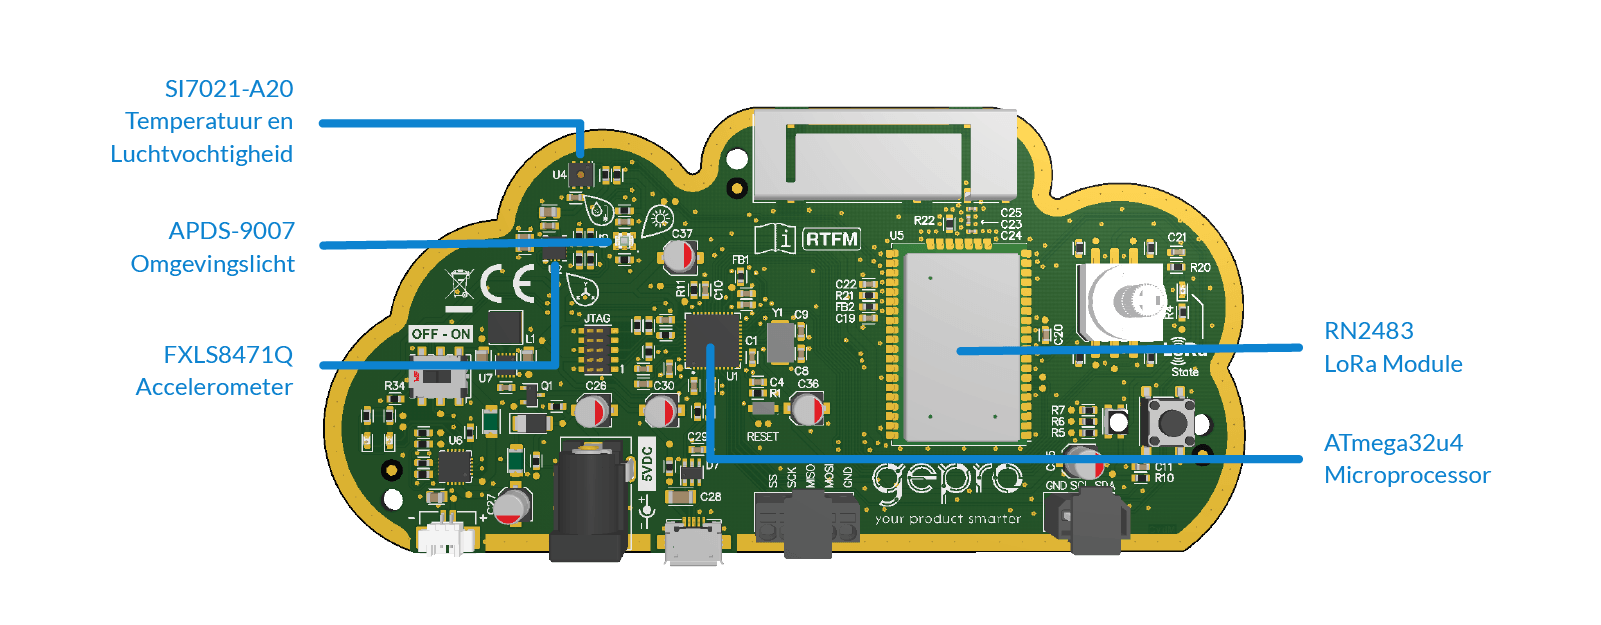 SI7021-A20
Temperatuur en
Luchtvochtigheid
APDS-9007
Omgevingslicht
FXLS8471Q
Accelerometer
RN2483
LoRa Module
ATmega32u4
Microprocessor
U4
C37
RTFM
R22
C25
C23
C24
U5
C21
R20
FB1
R11
C10
C22
R21
FB2
C19
C20
OFF - ON
JTAG
1
L1
U7
Y1
C9
C1
C8
U1
State
R34
Q1
C26
C30
C4
R1
C36
RESET
R7
R6
R5
U6
C29
5VDC
C28
C27
SS
SCK
MISO
MOSI
GND
gepro
your product smarter
GND SCL SDA
C11
R10
- +